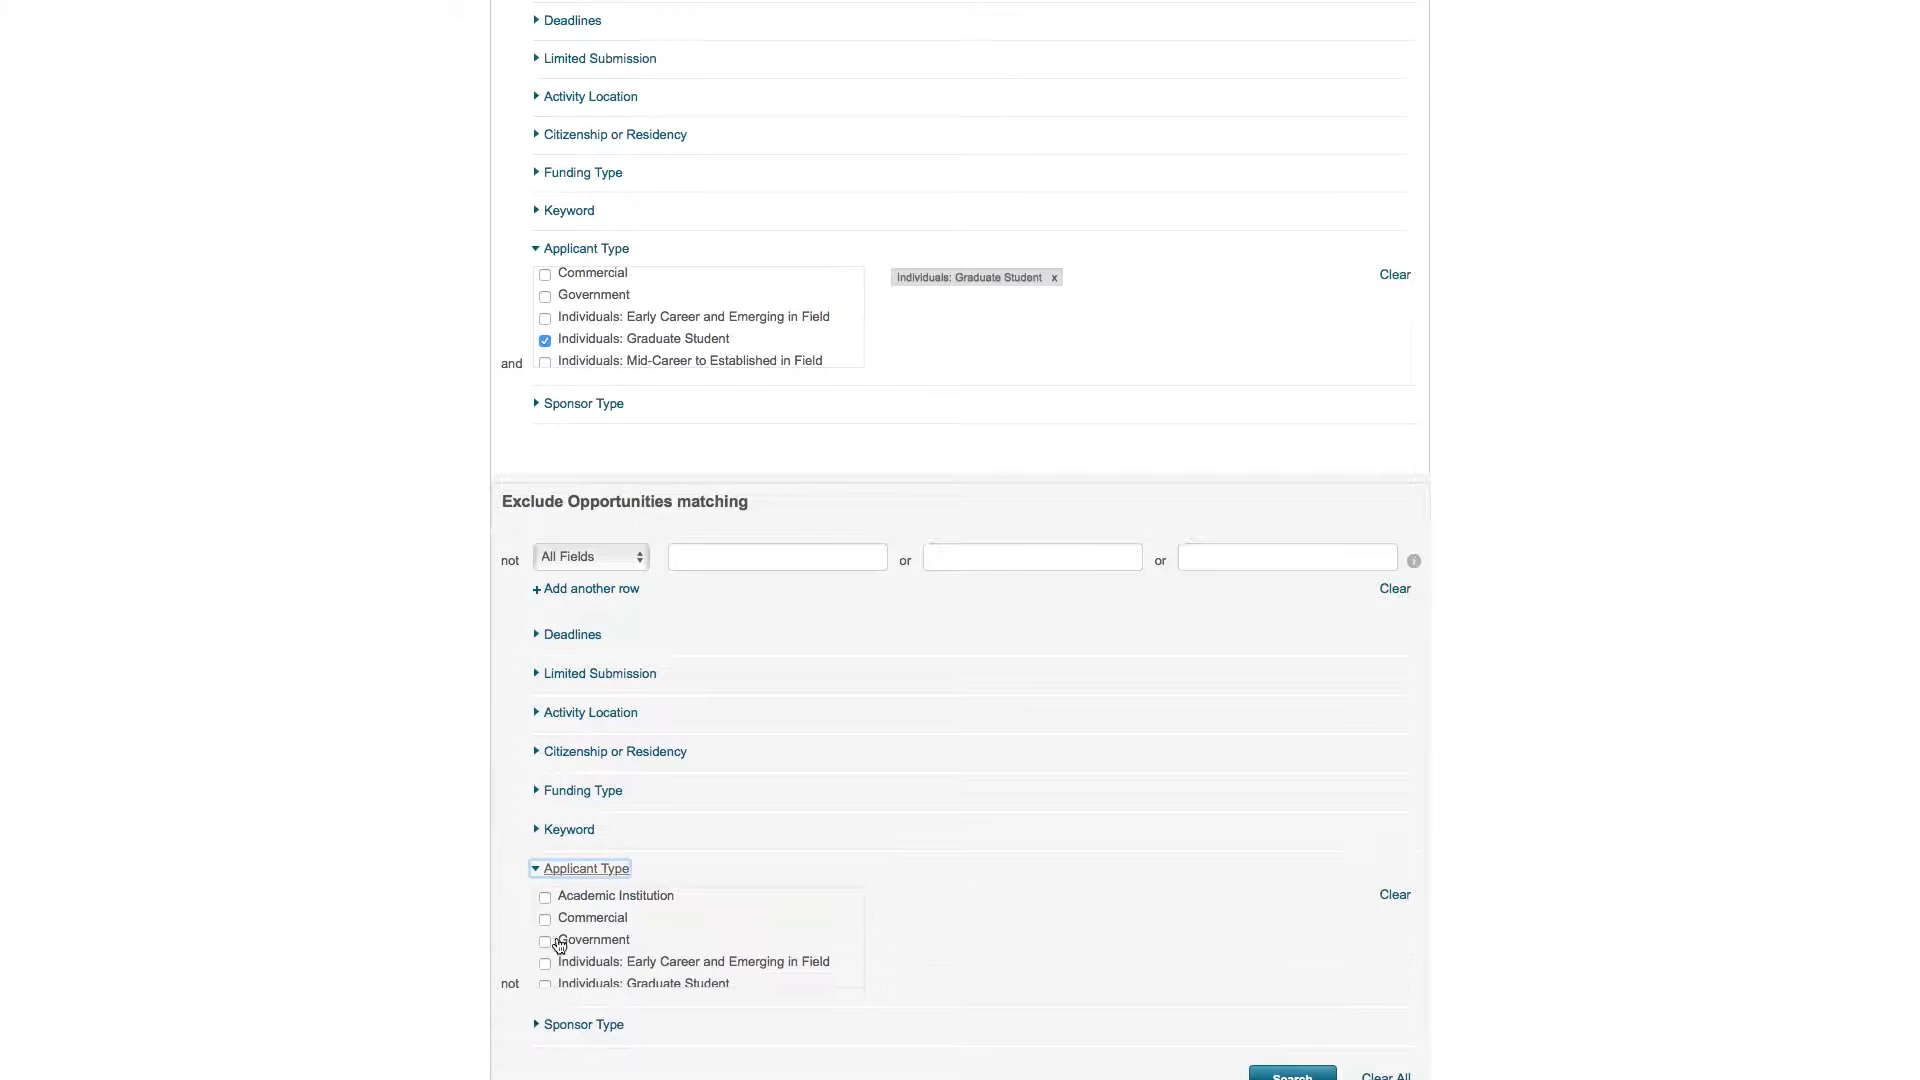 Deadlines
Limited Submission
Activity Location
Citizenship or Residency
Funding Type
Keyword
Applicant Type
Commercial
Individuals: Graduate Student x
Clear
Government
Individuals: Early Career and Emerging in Field
Individuals: Graduate Student
and
Individuals: Mid-Career to Established in Field
Sponsor Type
Exclude Opportunities matching
not All Fields or or
+ Add another row Clear
Deadlines
Limited Submission
Activity Location
Citizenship or Residency
Funding Type
Keyword
Applicant Type
Academic Institution
Clear
Commercial
Government
Individuals: Early Career and Emerging in Field
not
Individuals: Graduate Student
Sponsor Type
Search Clear All